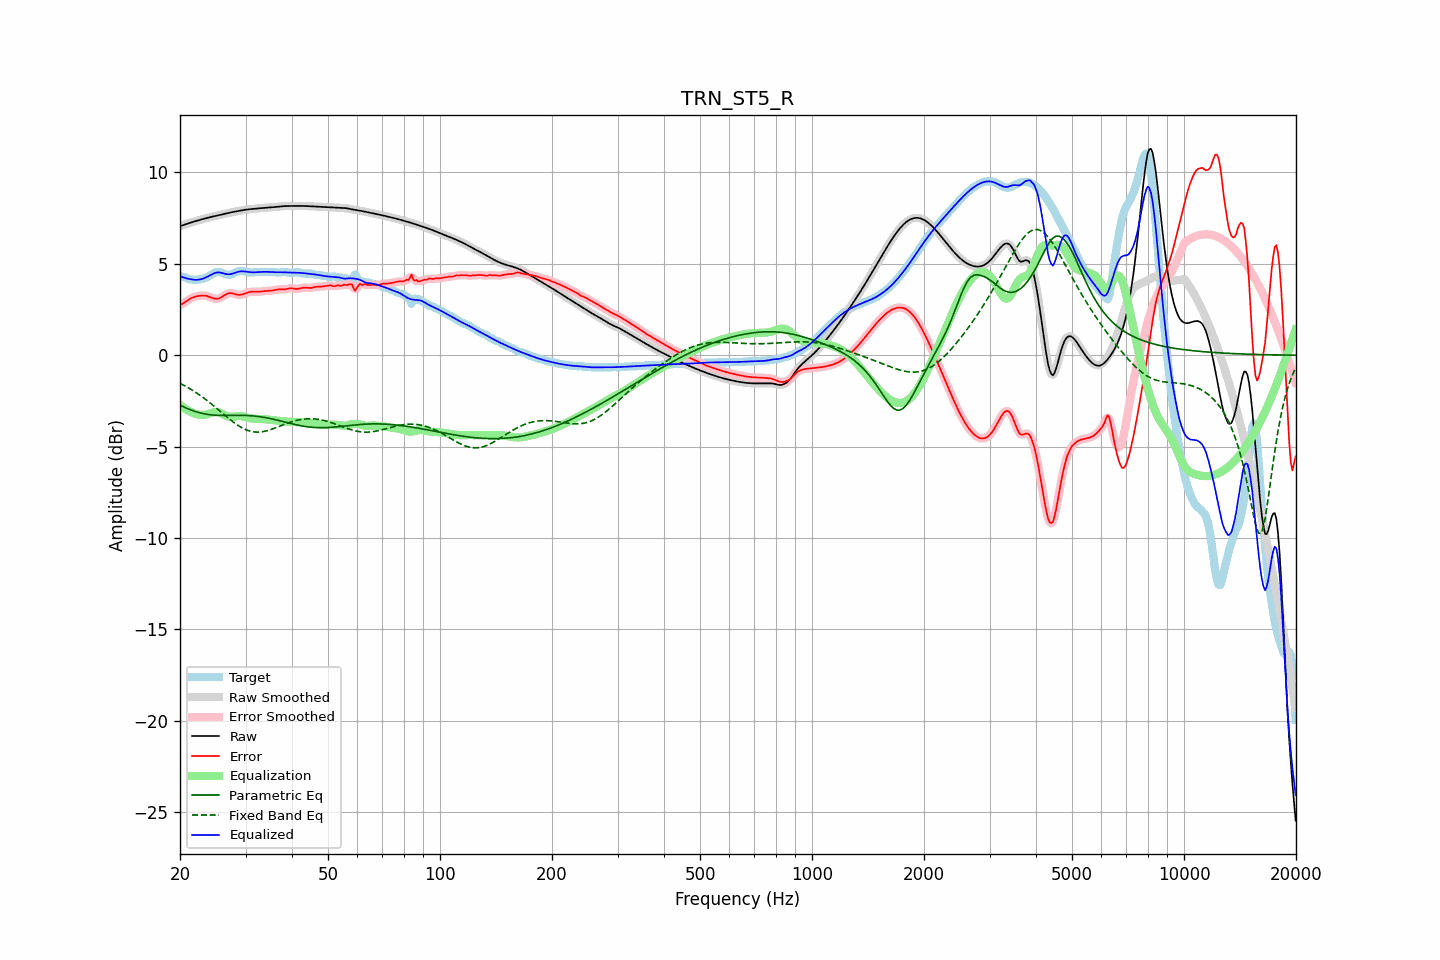 TRN_ST5_R
Amplitude (dBr)
10
5
0
−5
−10
−15
−20
−25
Target
Raw Smoothed
Error Smoothed
Raw
Error
Equalization
Parametric Eq
Fixed Band Eq
Equalized
20 50 100 200 500 1000 2000 5000 10000 20000
Frequency (Hz)